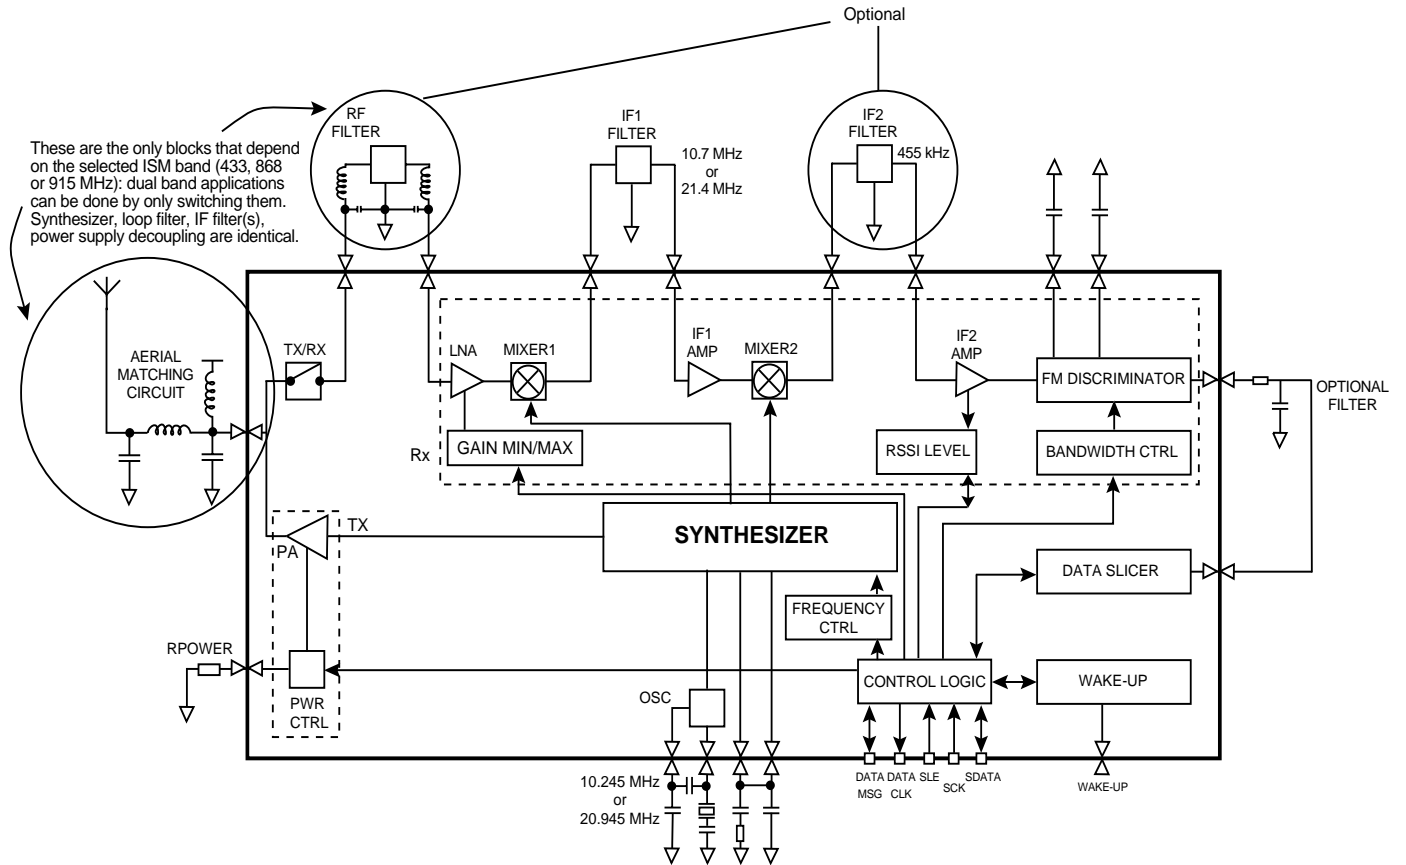 Optional
RF
FILTER
IF1
FILTER
10.7 MHz
or
21.4 MHz
IF2
FILTER
455 kHz
These are the only blocks that depend
on the selected ISM band (433, 868
or 915 MHz): dual band applications
can be done by only switching them.
Synthesizer, loop filter, IF filter(s),
power supply decoupling are identical.
AERIAL
MATCHING
CIRCUIT
TX/RX
LNA
MIXER1
IF1
AMP
MIXER2
IF2
AMP
FM DISCRIMINATOR
OPTIONAL
FILTER
Rx
GAIN MIN/MAX
RSSI LEVEL
BANDWIDTH CTRL
TX
PA
SYNTHESIZER
DATA SLICER
FREQUENCY
CTRL
RPOWER
PWR
CTRL
OSC
CONTROL LOGIC
WAKE-UP
10.245 MHz
or
20.945 MHz
DATA
MSG
DATA
CLK
SLE
SCK
SDATA
WAKE-UP